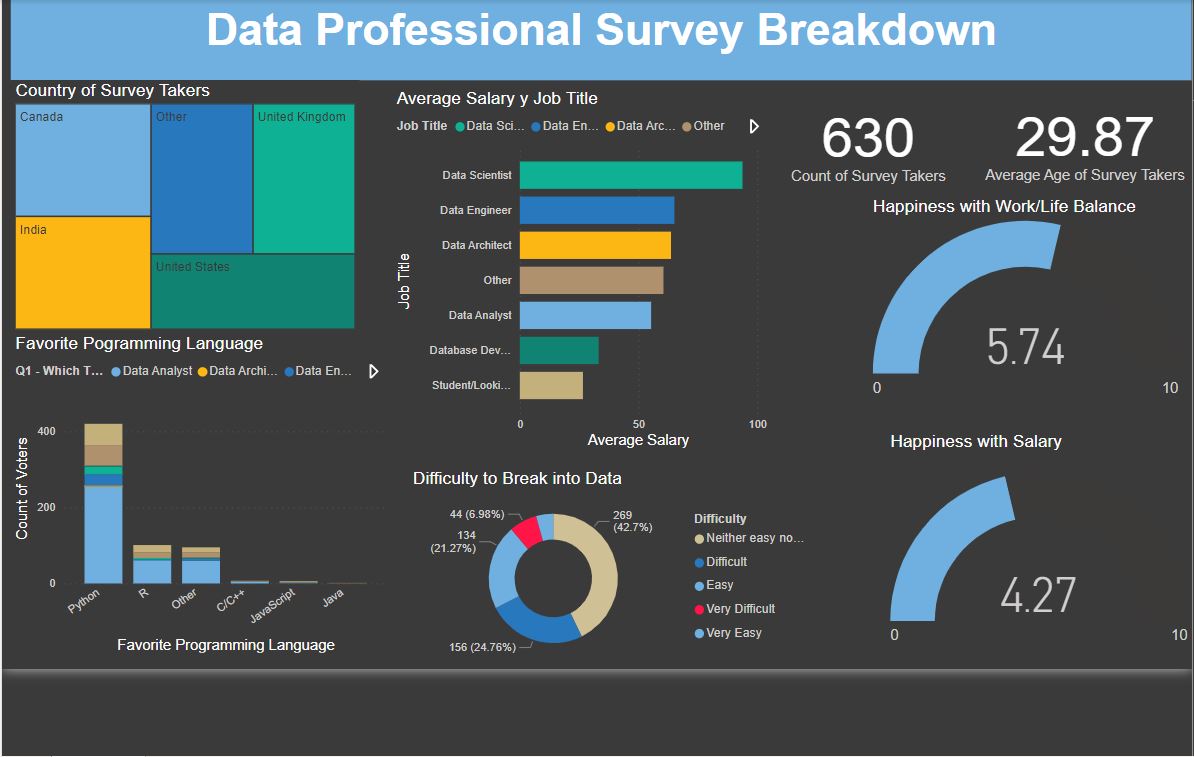 Data Professional Survey Breakdown
Country of Survey Takers
Canada
Other
United Kingdom
India
United States
Favorite Pogramming Language
Q1 - Which T... Data Analyst Data Archi... Data En...
Count of Voters
400
200
0
Python
R
Other
C/C++
JavaScript
Java
Favorite Programming Language
Average Salary y Job Title
Job Title Data Sci... Data En... Data Arc... Other
Job Title
Data Scientist
Data Engineer
Data Architect
Other
Data Analyst
Database Dev...
Student/Looki...
0 50 100
Average Salary
Difficulty to Break into Data
44 (6.98%)
134
(21.27%)
269
(42.7%)
156 (24.76%)
Difficulty
Neither easy no...
Difficult
Easy
Very Difficult
Very Easy
630
Count of Survey Takers
29.87
Average Age of Survey Takers
Happiness with Work/Life Balance
5.74
0 10
Happiness with Salary
4.27
0 10